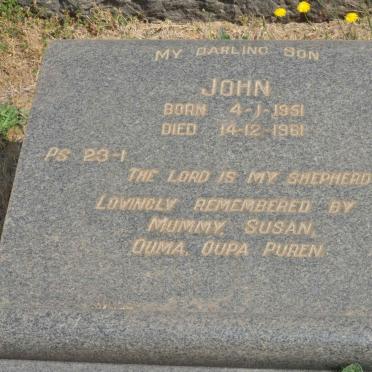 MY DARLING SON
JOHN
BORN 4-1-1951
DIED 14-12-1961
PS 23-1
THE LORD IS MY SHEPHERD
LOVINGLY REMEMBERED BY
MUMMY, SUSAN,
OUMA, OUPA PUREN